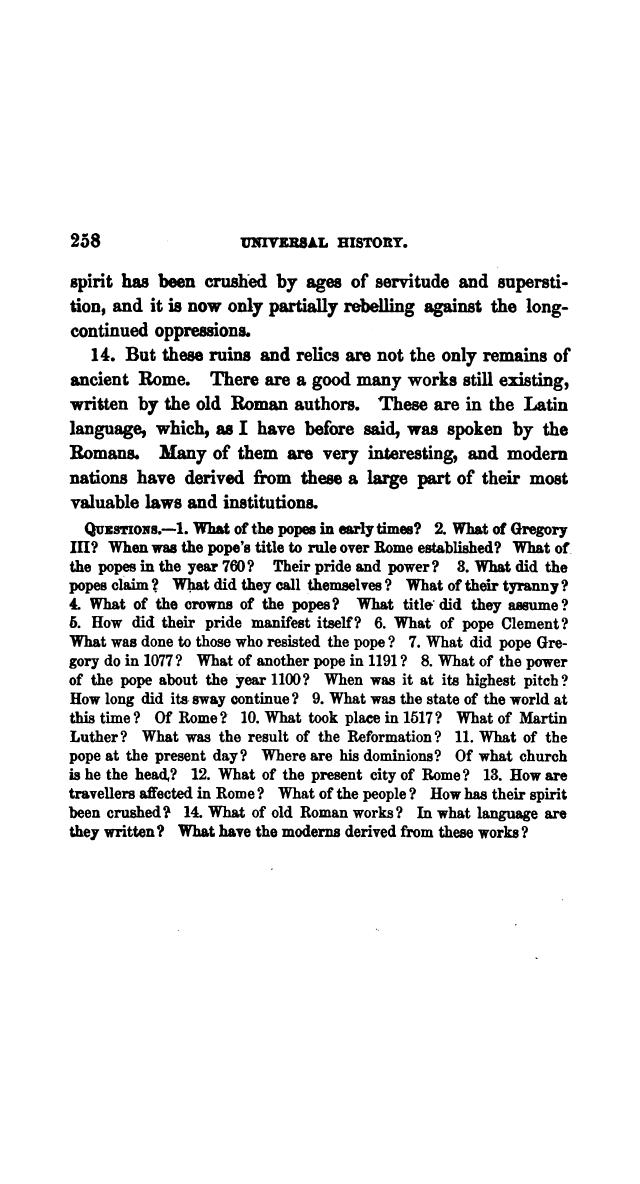 258 UNIVERSAL HISTORY.
spirit has been crushed by ages of servitude and supersti-
tion, and it is now only partially rebelling against the long-
continued oppressions.
14. But these ruins and relics are not the only remains of
ancient Rome. There are a good many works still existing,
written by the old Roman authors. These are in the Latin
language, which, as I have before said, was spoken by the
Romans. Many of them are very interesting, and modern
nations have derived from these a large part of their most
valuable laws and institutions.
QUESTIONS.—1. What of the popes in early times? 2. What of Gregory
III? When was the pope's title to rule over Rome established? What of
the popes in the year 760? Their pride and power? 3. What did the
popes claim? What did they call themselves? What of their tyranny?
4. What of the crowns of the popes? What title did they assume?
5. How did their pride manifest itself? 6. What of pope Clement?
What was done to those who resisted the pope? 7. What did pope Gre-
gory do in 1077? What of another pope in 1191? 8. What of the power
of the pope about the year 1100? When was it at its highest pitch?
How long did its sway continue? 9. What was the state of the world at
this time? Of Rome? 10. What took place in 1517? What of Martin
Luther? What was the result of the Reformation? 11. What of the
pope at the present day? Where are his dominions? Of what church
is he the head? 12. What of the present city of Rome? 13. How are
travellers affected in Rome? What of the people? How has their spirit
been crushed? 14. What of old Roman works? In what language are
they written? What have the moderns derived from these works?